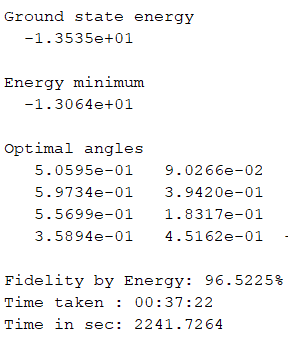 Ground state energy
-1.3535e+01
Energy minimum
-1.3064e+01
Optimal angles
5.0595e-01 9.0266e-02
5.9734e-01 3.9420e-01
5.5699e-01 1.8317e-01
3.5894e-01 4.5162e-01 -
Fidelity by Energy: 96.5225%
Time taken : 00:37:22
Time in sec: 2241.7264